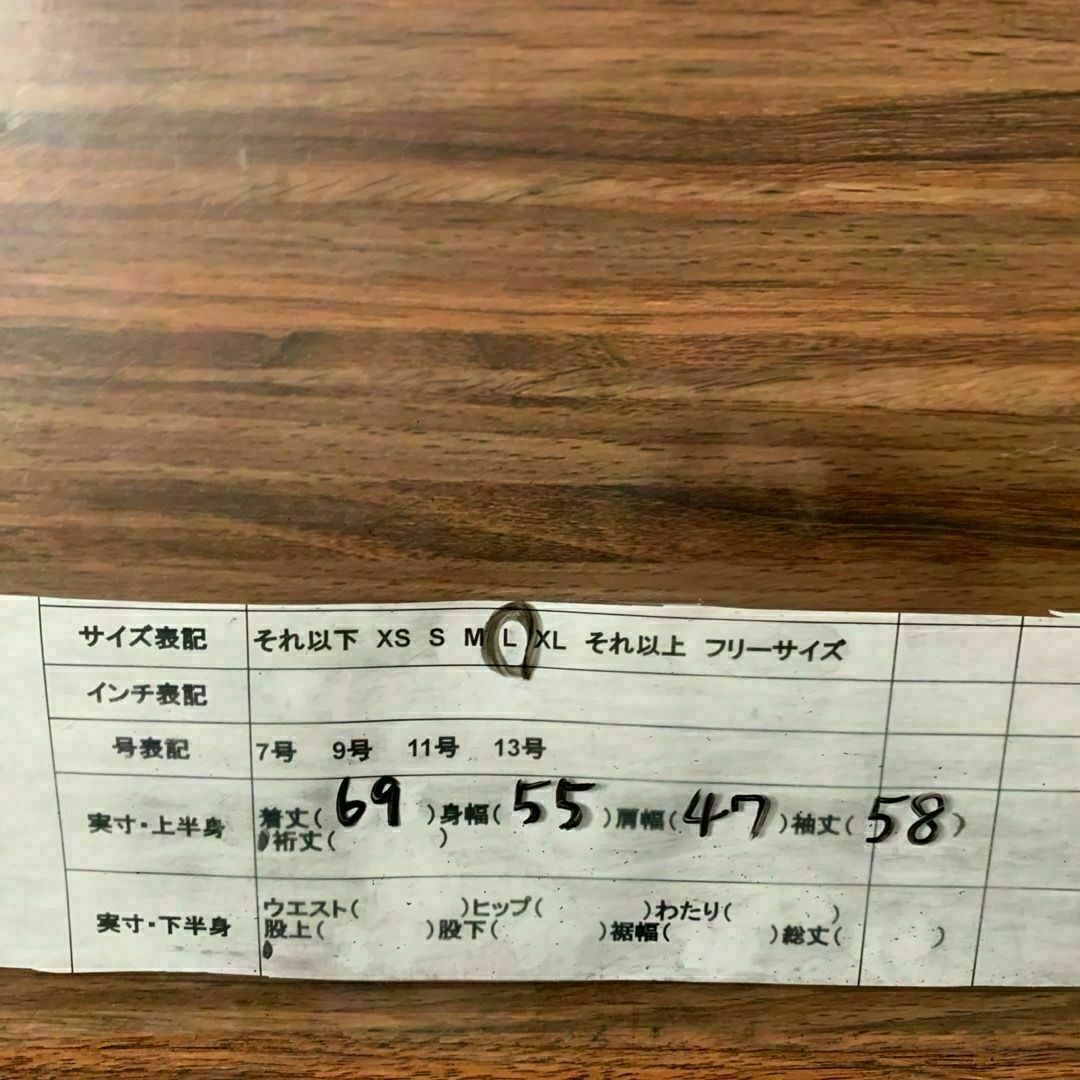 サイズ表記 それ以下 XS S M L XL それ以上 フリーサイズ
インチ表記
号表記 7号 9号 11号 13号
実寸・上半身 着丈( 69 )身幅( 55 )肩幅( 47 )袖丈( 58 )
裄丈( )
実寸・下半身 ウエスト( )ヒップ( )わたり( )
股上( )股下( )裾幅( )総丈( )